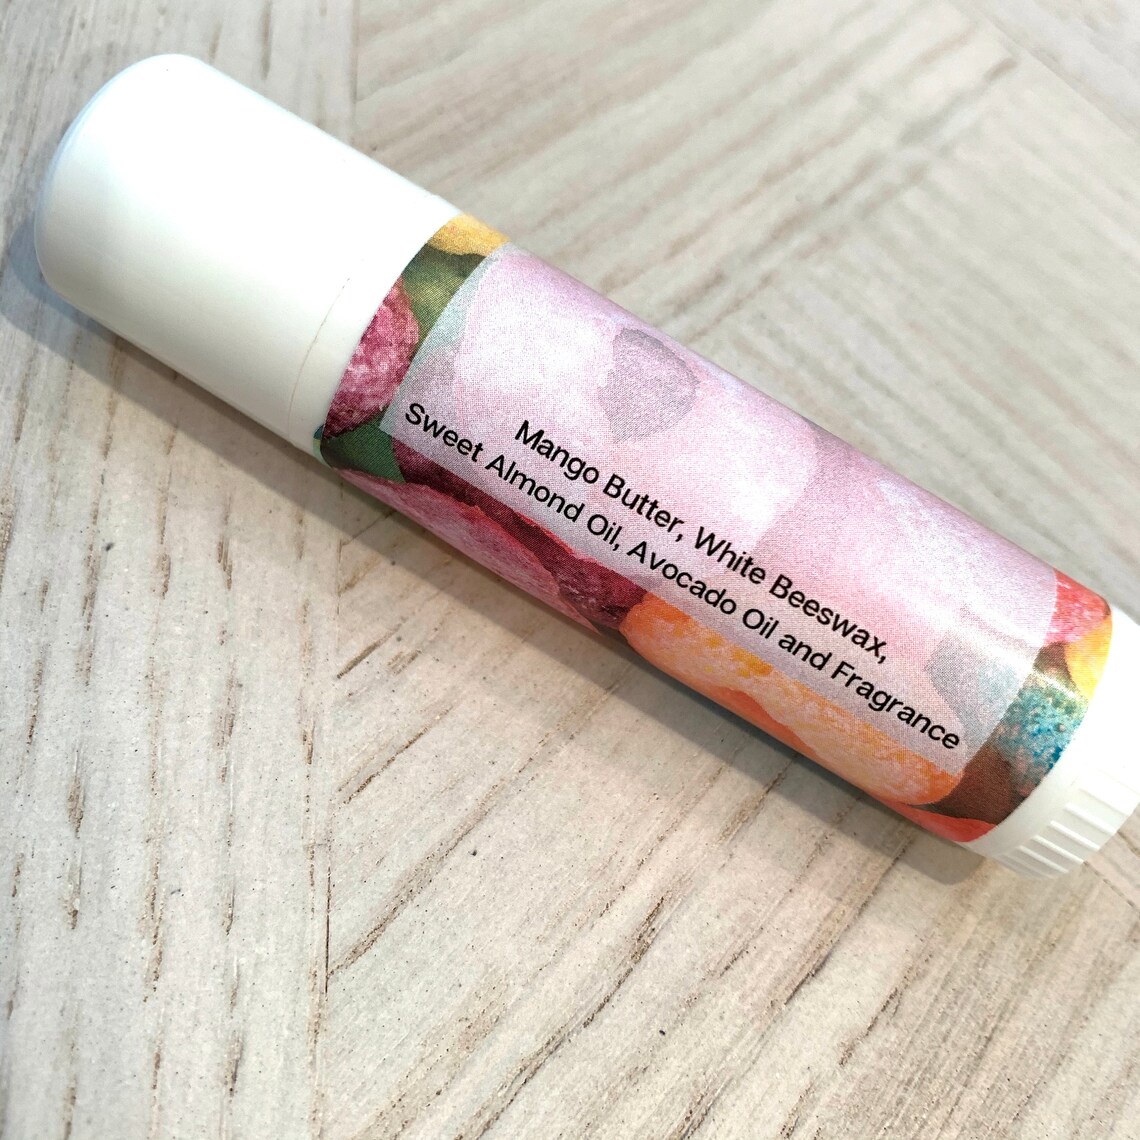 Mango Butter, White Beeswax,
Sweet Almond Oil, Avocado Oil and Fragrance